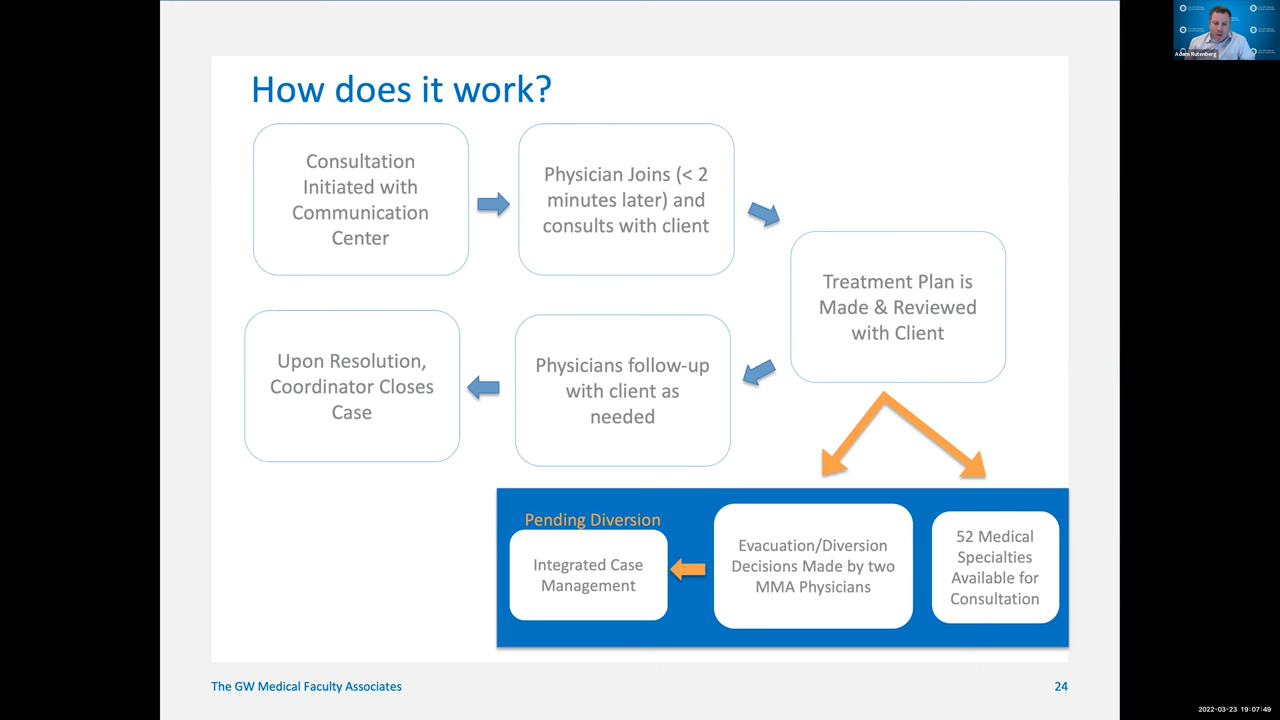 How does it work?
Consultation
Initiated with
Communication
Center
Physician Joins (< 2
minutes later) and
consults with client
Treatment Plan is
Made & Reviewed
with Client
Upon Resolution,
Coordinator Closes
Case
Physicians follow-up
with client as
needed
Pending Diversion
Integrated Case
Management
Evacuation/Diversion
Decisions Made by two
MMA Physicians
52 Medical
Specialties
Available for
Consultation
The GW Medical Faculty Associates
24
Adam Rutenberg
2022-03-23 19:07:49